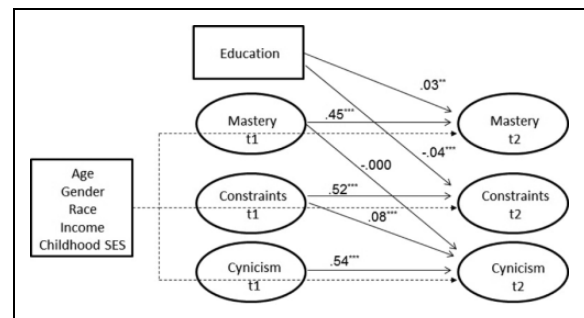 Education
.03**
Mastery
t1
.45***
Mastery
t2
-.04***
-.000
Age
Gender
Race
Income
Childhood SES
Constraints
t1
.52***
Constraints
t2
.08***
Cynicism
t1
.54***
Cynicism
t2